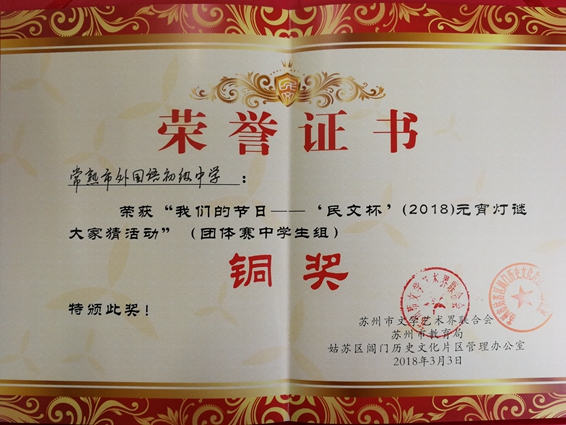 荣誉证书
常熟市外国语初级中学：
荣获“我们的节日——‘民文杯’(2018)元宵灯谜
大家猜活动”（团体赛中学生组）
铜奖
特颁此奖！
苏州市文学艺术界联合会
苏州市教育局
姑苏区阊门历史文化片区管理办公室
2018年3月3日